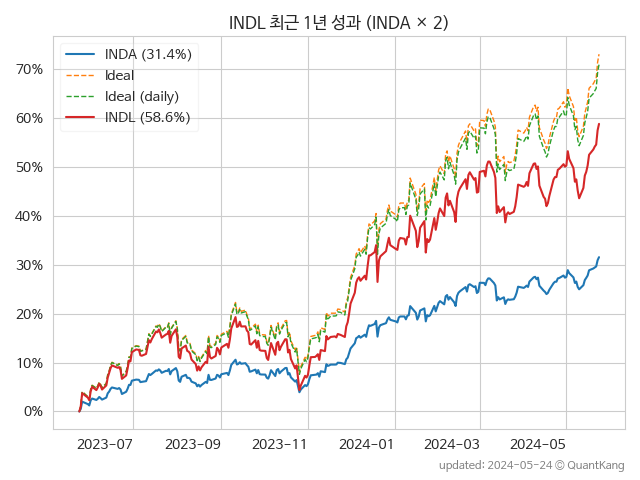 INDL 최근 1년 성과 (INDA × 2)
INDA (31.4%)
Ideal
Ideal (daily)
INDL (58.6%)
70%
60%
50%
40%
30%
20%
10%
0%
2023-07 2023-09 2023-11 2024-01 2024-03 2024-05
updated: 2024-05-24 © QuantKang